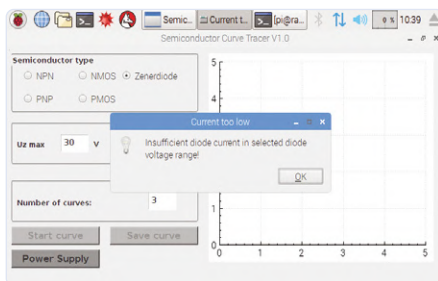 Semic... Current t... [pi@ra... 0 % 10:39
Semiconductor Curve Tracer V1.0
Semiconductor type
NPN NMOS Zenerdiode
PNP PMOS
Uz max 30 V
Number of curves: 3
Start curve Save curve
Power Supply
Current too low
Insufficient diode current in selected diode
voltage range!
OK
5
4
1
0
0 1 2 3 4 5